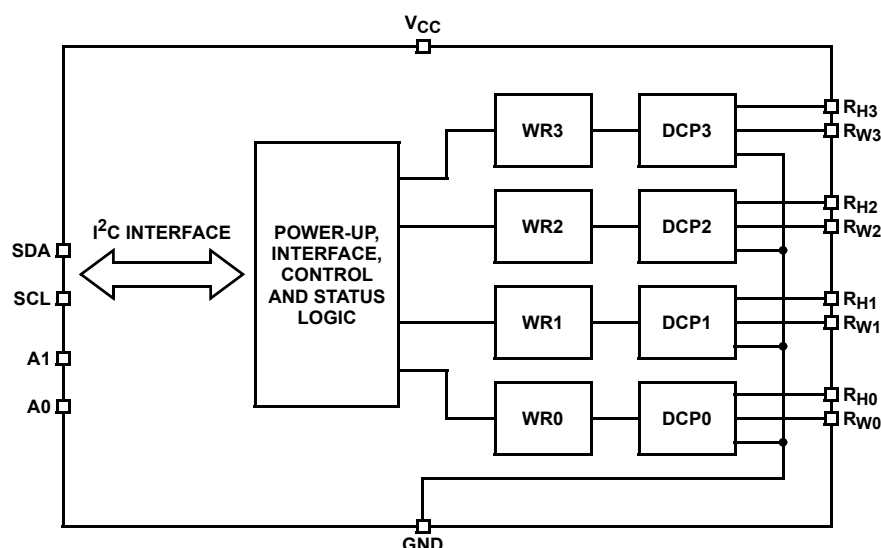 VCC
RH3
WR3
DCP3
RW3
RH2
I2C INTERFACE
POWER-UP,
INTERFACE,
CONTROL
AND STATUS
LOGIC
WR2
DCP2
RW2
SDA
SCL
RH1
WR1
DCP1
RW1
A1
A0
RH0
WR0
DCP0
RW0
GND